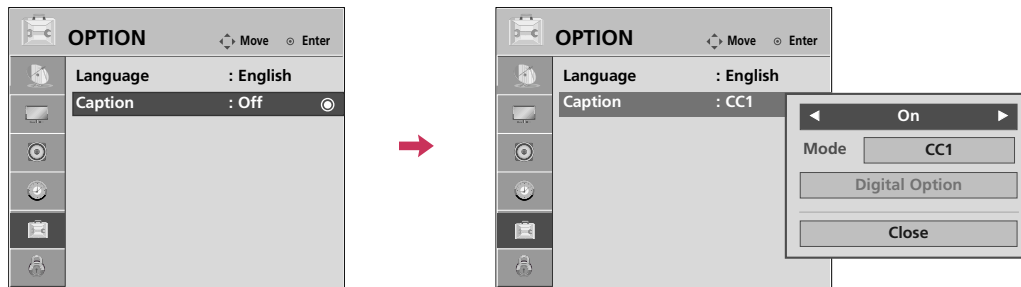 OPTION Move Enter
Language : English
Caption : Off
OPTION Move Enter
Language : English
Caption : CC1
On
Mode CC1
Digital Option
Close